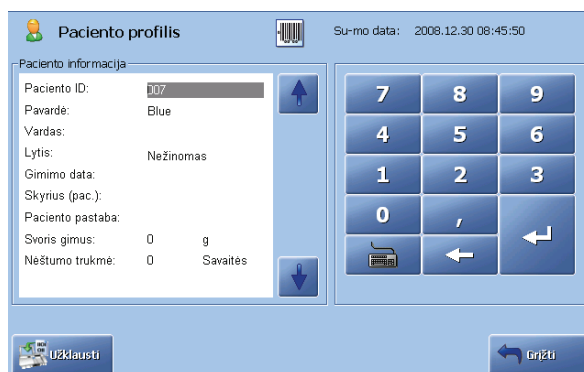 Paciento profilis
Su-mo data: 2008.12.30 08:45:50
Paciento informacija
Paciento ID: 007
Pavardė: Blue
Vardas:
Lytis: Nežinomas
Gimimo data:
Skyrius (pac.):
Paciento pastaba:
Svoris gimus: 0 g
Nėštumo trukmė: 0 Savaitės
7 8 9
4 5 6
1 2 3
0 ,
Užklausti
Grįžti